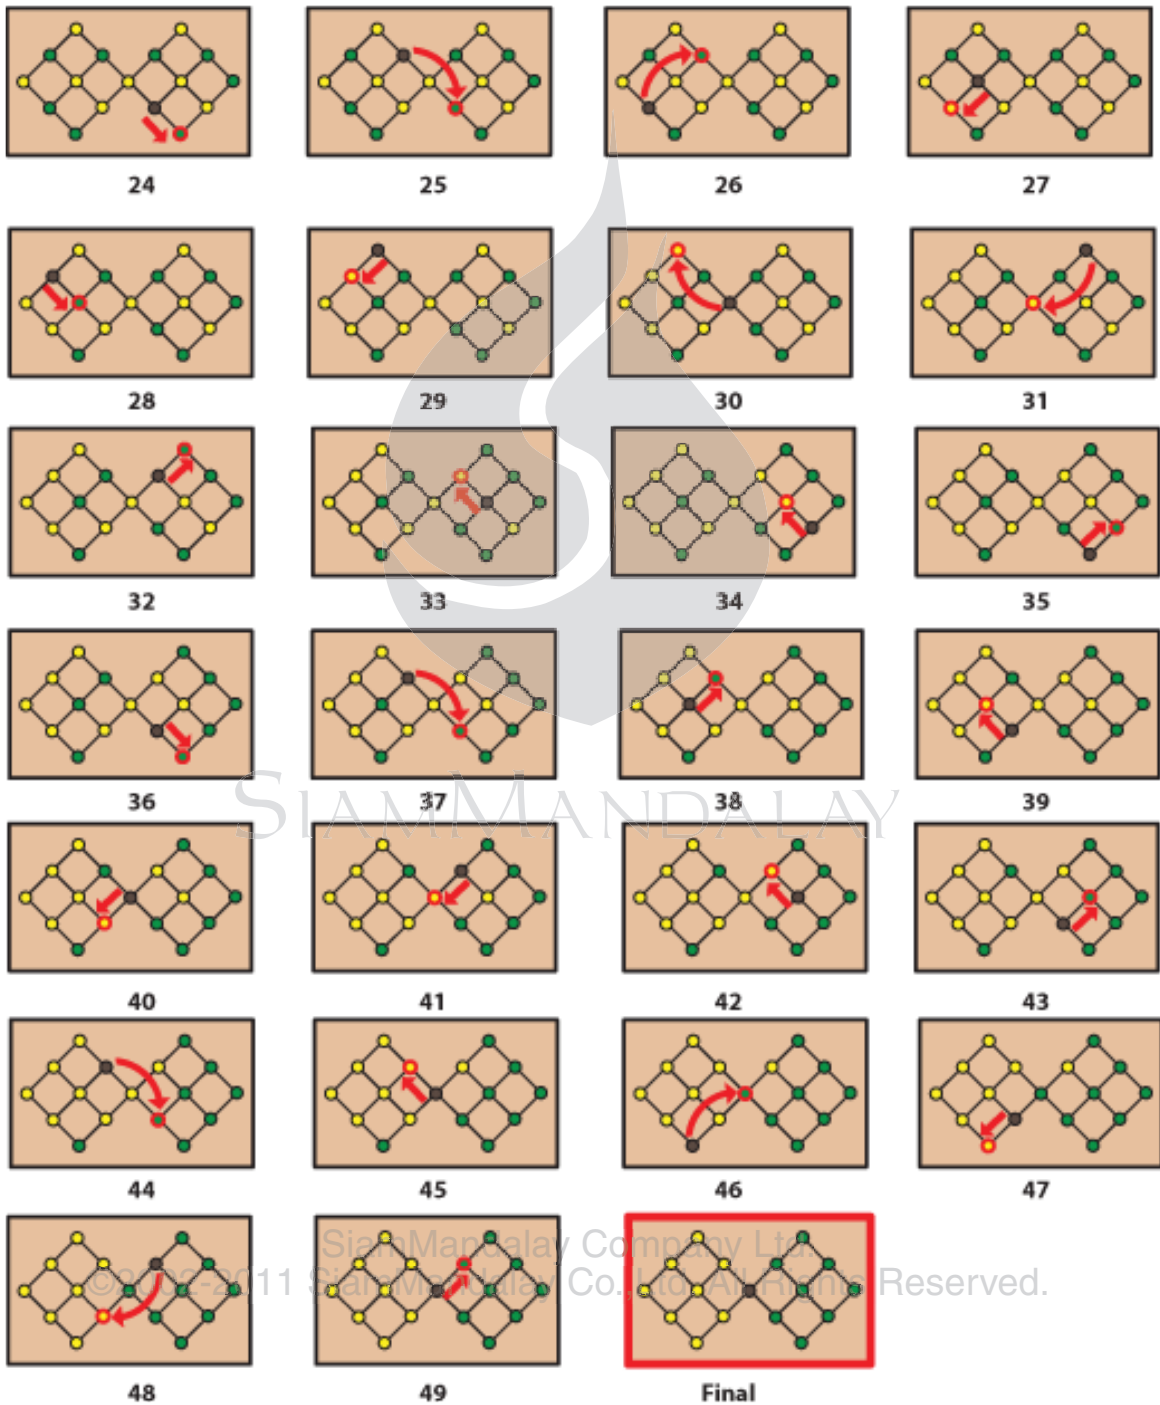 24 25 26 27
28 29 30 31
32 33 34 35
36 37 38 39
SIAMMANDALAY
40 41 42 43
44 45 46 47
SiamMandalay Company Ltd.
©2002-2011 SiamMandalay Co., Ltd. All Rights Reserved.
48 49 Final